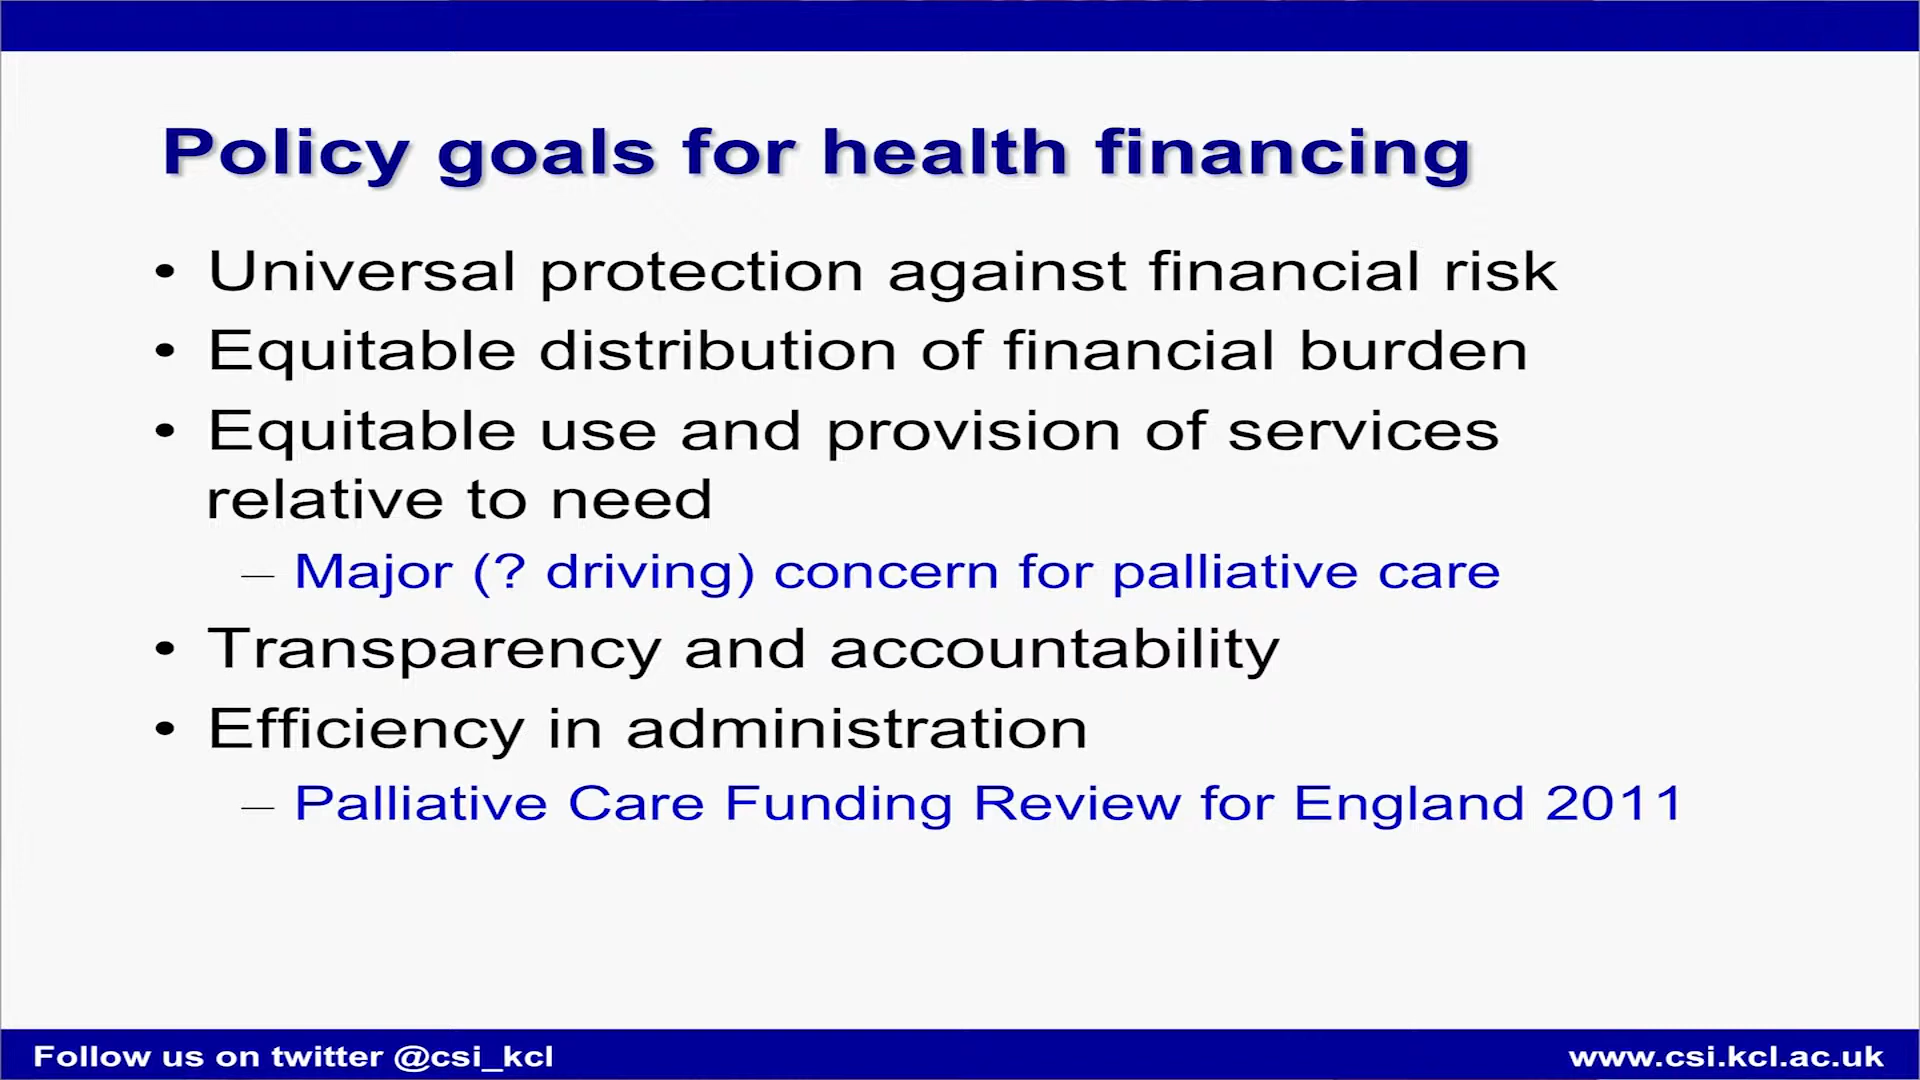 Policy goals for health financing
• Universal protection against financial risk
• Equitable distribution of financial burden
• Equitable use and provision of services
relative to need
– Major (? driving) concern for palliative care
• Transparency and accountability
• Efficiency in administration
– Palliative Care Funding Review for England 2011
Follow us on twitter @csi_kcl
www.csi.kcl.ac.uk